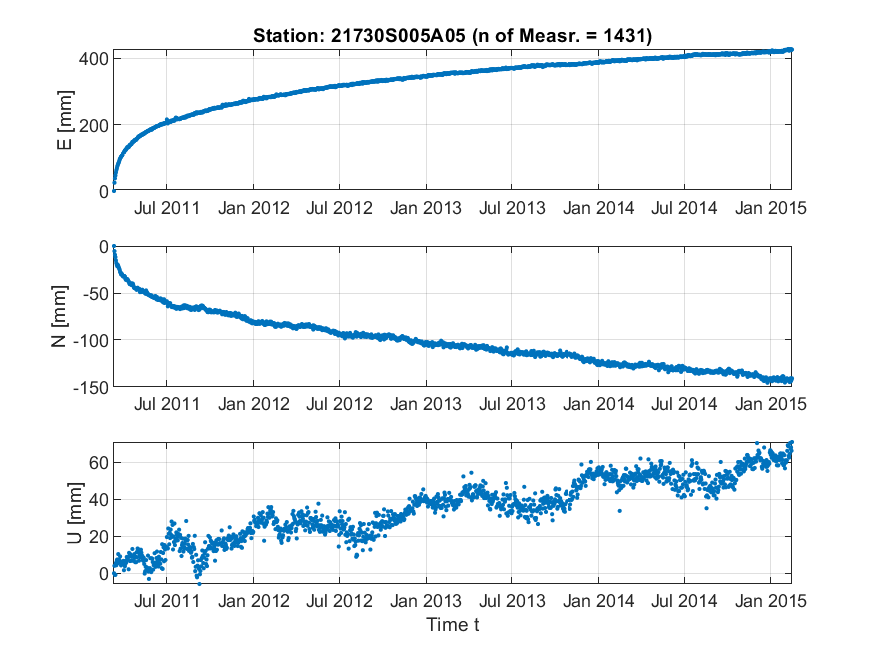 Station: 21730S005A05 (n of Measr. = 1431)
400
200
0
E [mm]
Jul 2011 Jan 2012 Jul 2012 Jan 2013 Jul 2013 Jan 2014 Jul 2014 Jan 2015
0
-50
-100
-150
N [mm]
Jul 2011 Jan 2012 Jul 2012 Jan 2013 Jul 2013 Jan 2014 Jul 2014 Jan 2015
60
40
20
0
U [mm]
Jul 2011 Jan 2012 Jul 2012 Jan 2013 Jul 2013 Jan 2014 Jul 2014 Jan 2015
Time t